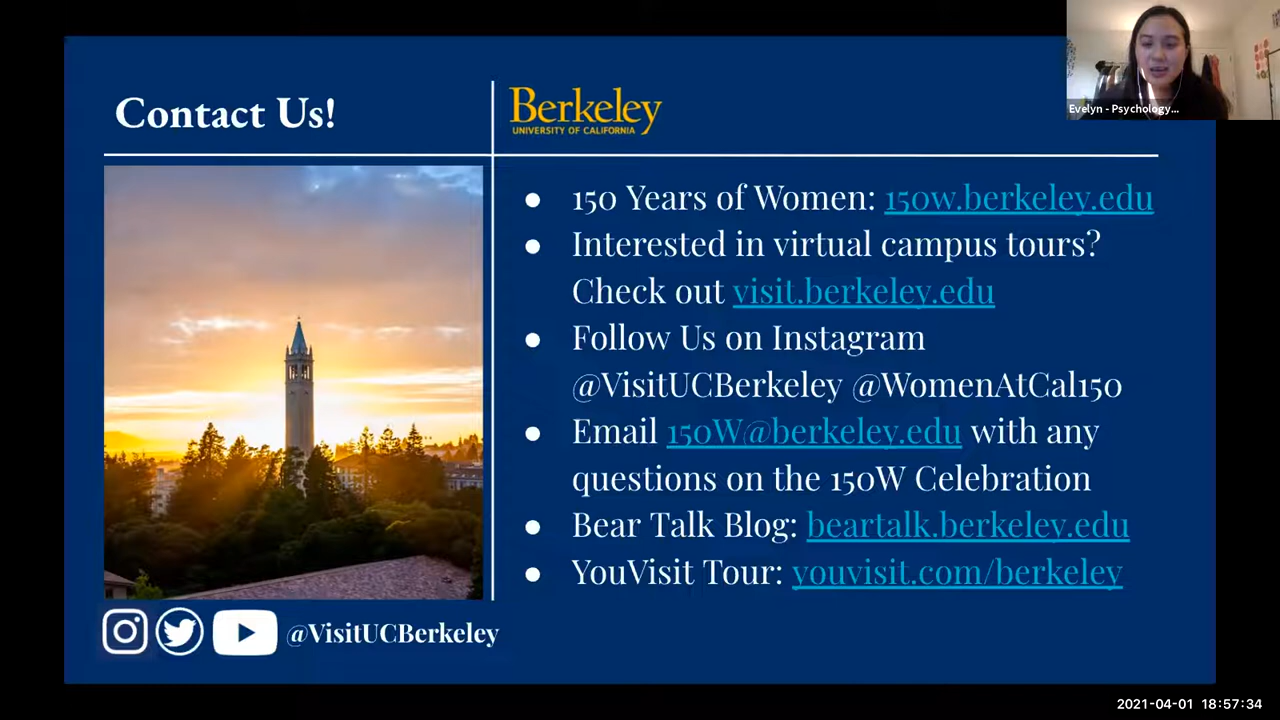 Contact Us!
Berkeley
UNIVERSITY OF CALIFORNIA
Evelyn - Psychology...
● 150 Years of Women: 150w.berkeley.edu
● Interested in virtual campus tours?
Check out visit.berkeley.edu
● Follow Us on Instagram
@VisitUCBerkeley @WomenAtCal150
● Email 150W@berkeley.edu with any
questions on the 150W Celebration
● Bear Talk Blog: beartalk.berkeley.edu
● YouVisit Tour: youvisit.com/berkeley
@VisitUCBerkeley
2021-04-01 18:57:34